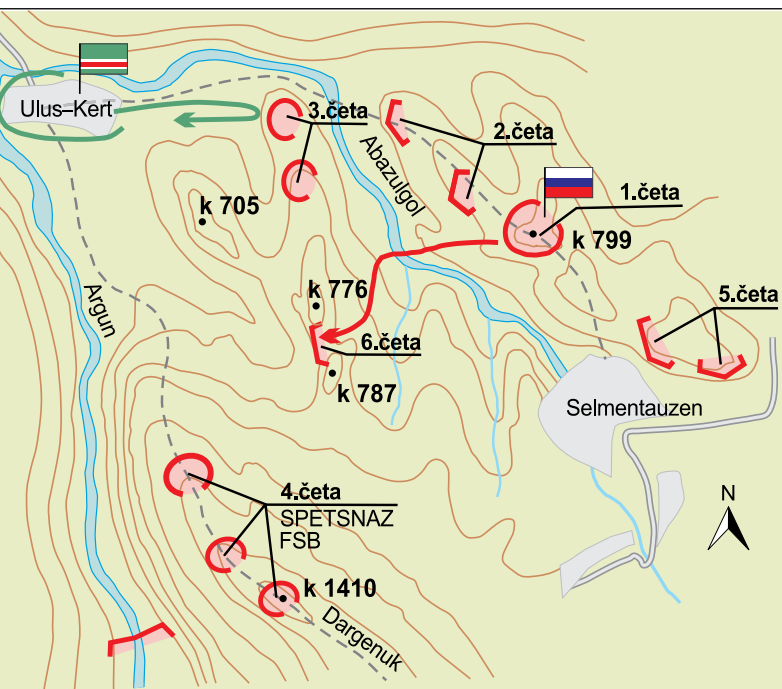 Ulus–Kert
3.četa
2.četa
Abazulgol
1.četa
k 705
k 799
Argun
k 776
5.četa
6.četa
k 787
Selmentauzen
4.četa
SPETSNAZ
FSB
N
k 1410
Dargenuk